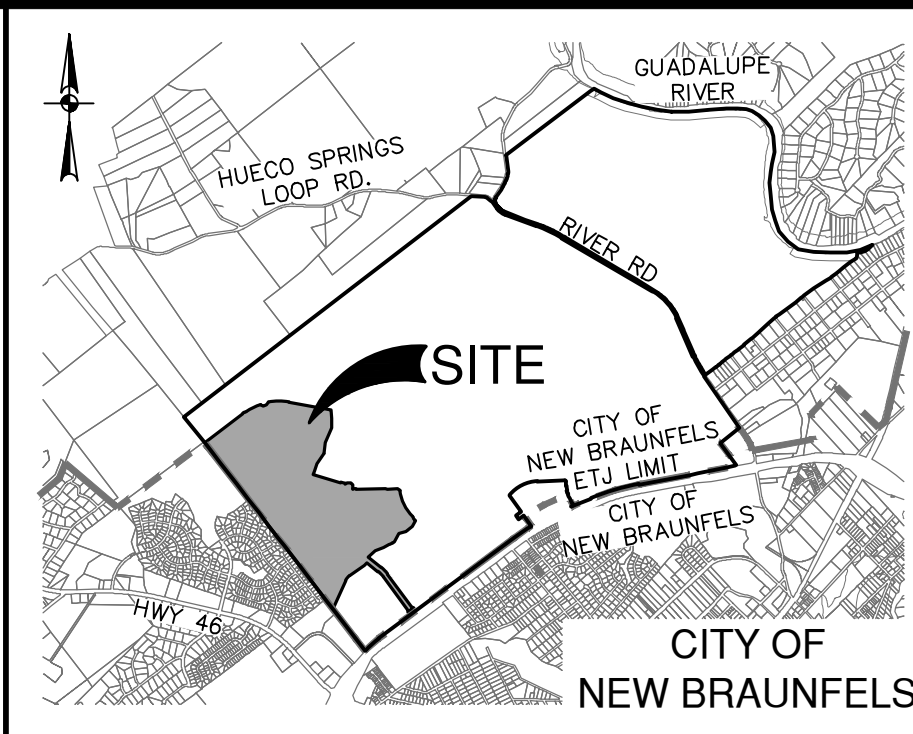 GUADALUPE
RIVER
HUECO SPRINGS
LOOP RD.
RIVER RD
SITE
CITY OF
NEW BRAUNFELS
ETJ LIMIT
CITY OF
NEW BRAUNFELS
HWY 46
CITY OF
NEW BRAUNFELS